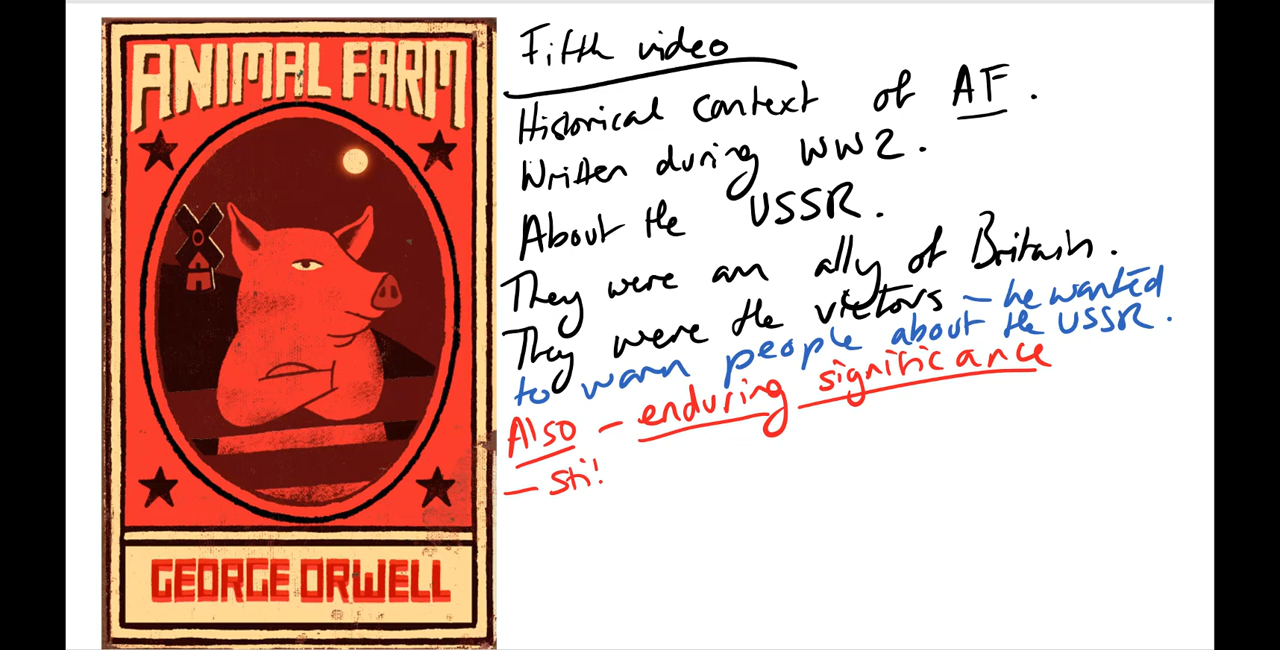 ANIMAL FARM
GEORGE ORWELL
Fifth video
Historical context of AF.
Written during WW2.
About the USSR.
They were an ally of Britain.
They were the victors - he wanted
to warn people about the USSR.
Also - enduring significance
- sti!